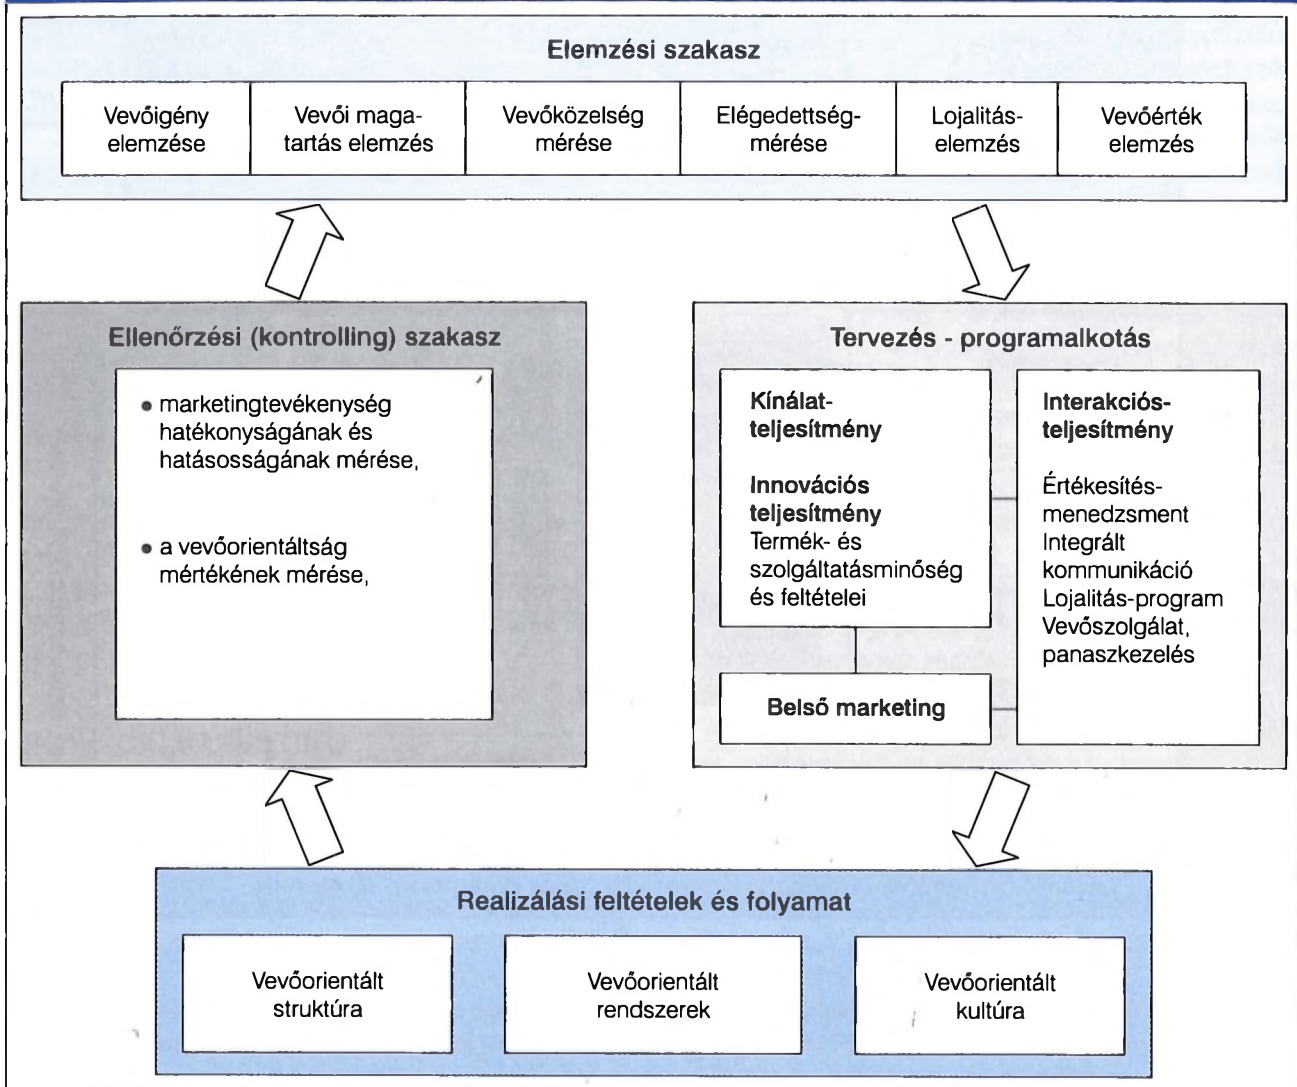 Elemzési szakasz
Vevőigény
elemzése
Vevői maga-
tartás elemzés
Vevőközelség
mérése
Elégedettség-
mérése
Lojalitás-
elemzés
Vevőérték
elemzés
Ellenőrzési (kontrolling) szakasz
• marketingtevékenység
hatékonyságának és
hatásosságának mérése,
• a vevőorientáltság
mértékének mérése,
Tervezés - programalkotás
Kínálat-
teljesítmény
Innovációs
teljesítmény
Termék- és
szolgáltatásminőség
és feltételei
Interakciós-
teljesítmény
Értékesítés-
menedzsment
Integrált
kommunikáció
Lojalitás-program
Vevőszolgálat,
panaszkezelés
Belső marketing
Realizálási feltételek és folyamat
Vevőorientált
struktúra
Vevőorientált
rendszerek
Vevőorientált
kultúra